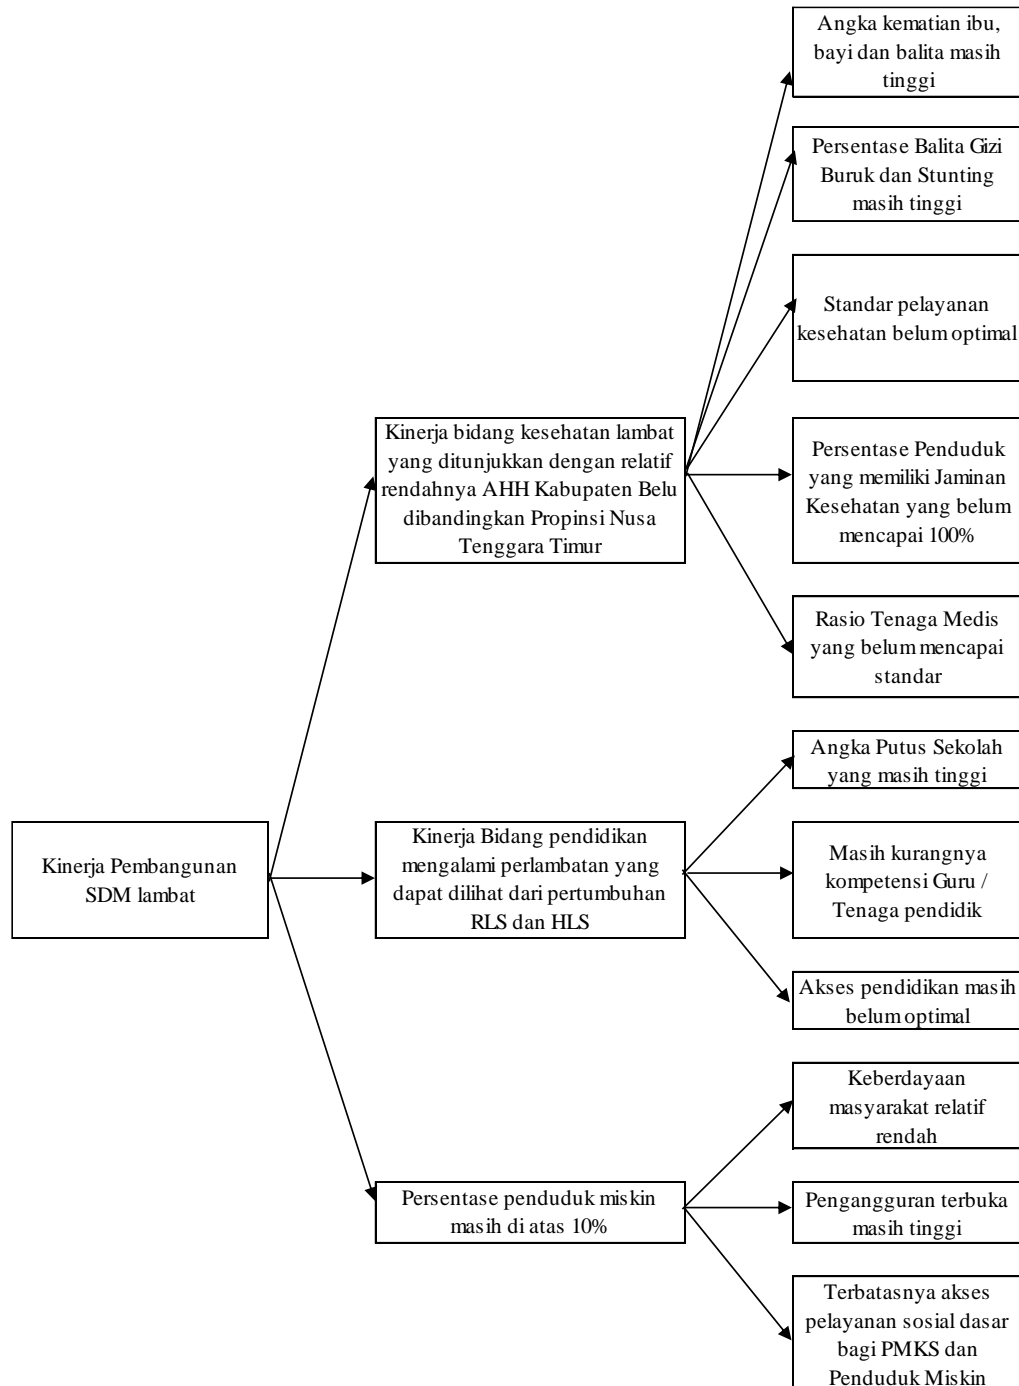 Angka kematian ibu,
bayi dan balita masih
tinggi
Persentase Balita Gizi
Buruk dan Stunting
masih tinggi
Standar pelayanan
kesehatan belum optimal
Kinerja bidang kesehatan lambat
yang ditunjukkan dengan relatif
rendahnya AHH Kabupaten Belu
dibandingkan Propinsi Nusa
Tenggara Timur
Persentase Penduduk
yang memiliki Jaminan
Kesehatan yang belum
mencapai 100%
Rasio Tenaga Medis
yang belum mencapai
standar
Angka Putus Sekolah
yang masih tinggi
Kinerja Pembangunan
SDM lambat
Kinerja Bidang pendidikan
mengalami perlambatan yang
dapat dilihat dari pertumbuhan
RLS dan HLS
Masih kurangnya
kompetensi Guru /
Tenaga pendidik
Akses pendidikan masih
belum optimal
Keberdayaan
masyarakat relatif
rendah
Persentase penduduk miskin
masih di atas 10%
Pengangguran terbuka
masih tinggi
Terbatasnya akses
pelayanan sosial dasar
bagi PMKS dan
Penduduk Miskin